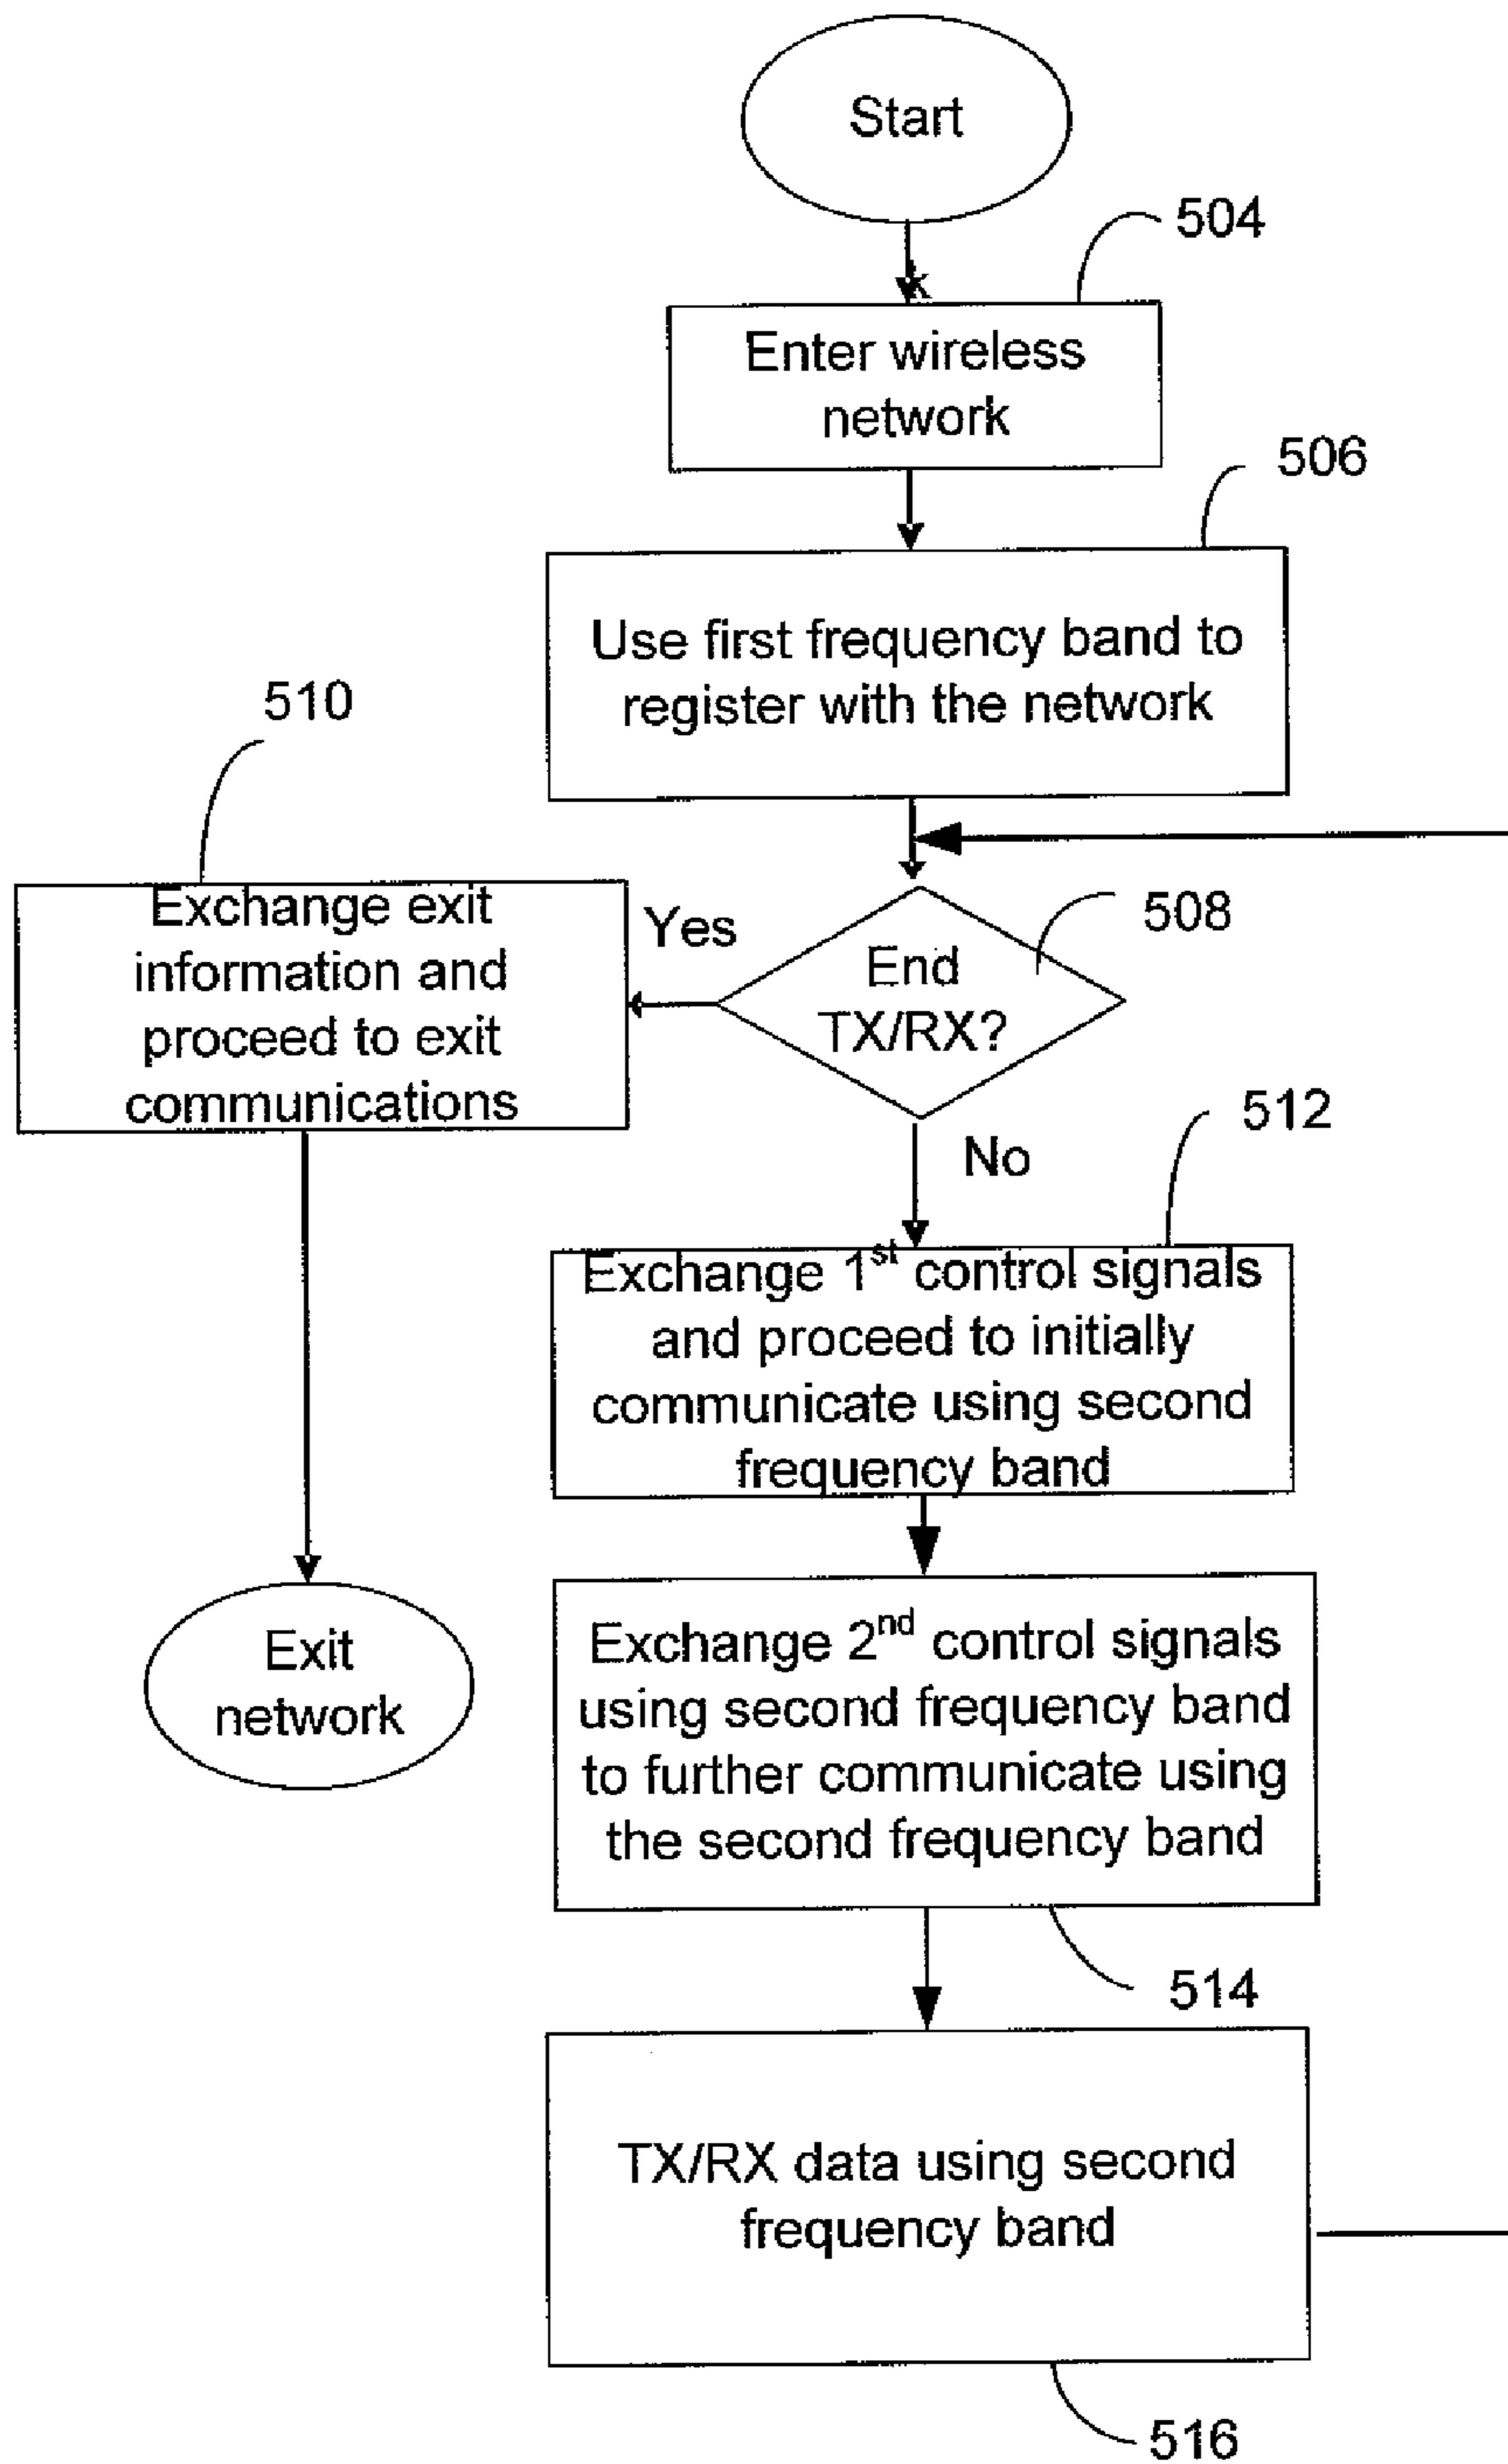 Start
504
Enter wireless
network
506
Use first frequency band to
register with the network
510
Exchange exit
information and
proceed to exit
communications
Yes
508
End
TX/RX?
No
512
Exchange 1st control signals
and proceed to initially
communicate using second
frequency band
Exit
network
Exchange 2nd control signals
using second frequency band
to further communicate using
the second frequency band
514
TX/RX data using second
frequency band
516